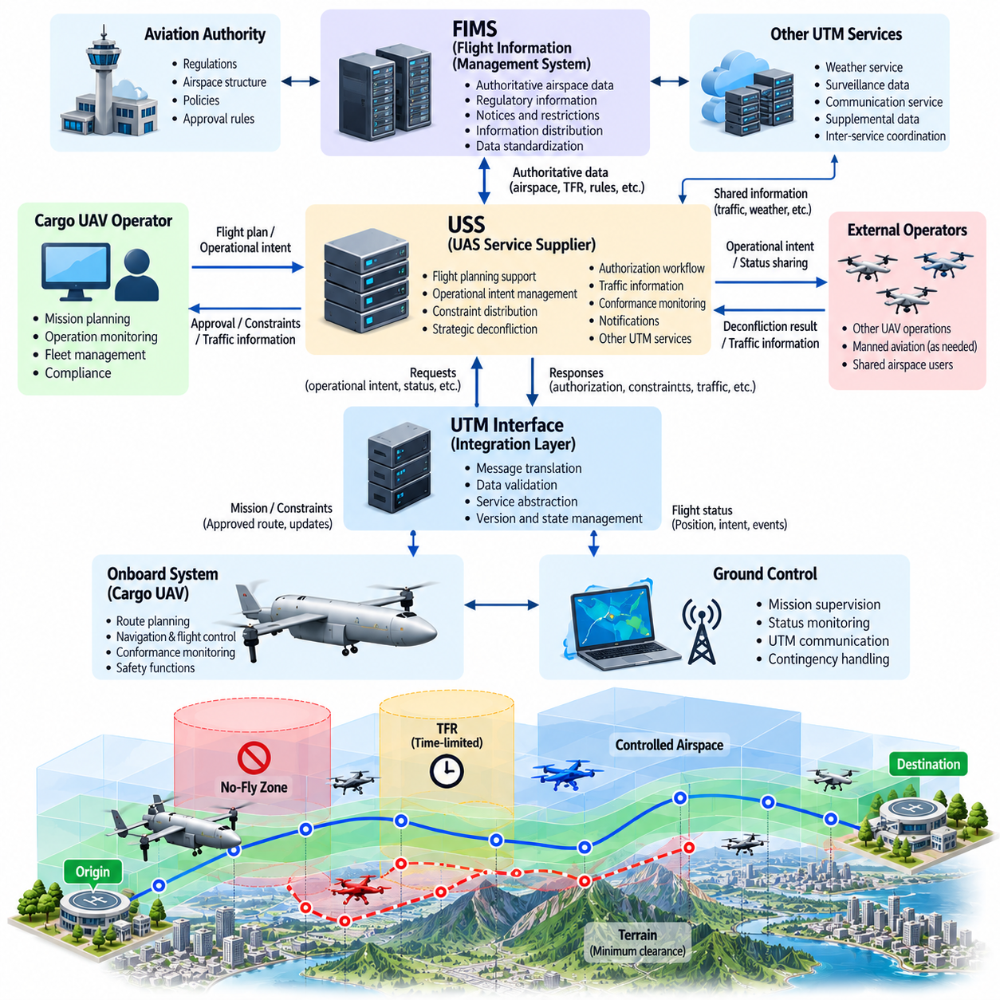 Aviation Authority
• Regulations
• Airspace structure
• Policies
• Approval rules
FIMS
(Flight Information
(Management System)
• Authoritative airspace data
• Regulatory information
• Notices and restrictions
• Information distribution
• Data standardization
Other UTM Services
• Weather service
• Surveillance data
• Communication service
• Supplemental data
• Inter-service coordination
Authoritative data
(airspace, TFR, rules, etc.)
Shared information
(traffic, weather, etc.)
Cargo UAV Operator
• Mission planning
• Operation monitoring
• Fleet management
• Compliance
Flight plan /
Operational intent
Approval / Constraints
/ Traffic information
USS
(UAS Service Supplier)
• Flight planning support
• Operational intent management
• Constraint distribution
• Strategic deconfliction
• Authorization workflow
• Traffic information
• Conformance monitoring
• Notifications
• Other UTM services
Operational intent
/ Status sharing
Deconfliction result
/ Traffic information
External Operators
• Other UAV operations
• Manned aviation (as needed)
• Shared airspace users
Requests
(operational intent, status, etc.)
Responses
(authorization, constraintts, traffic, etc.)
UTM Interface
(Integration Layer)
• Message translation
• Data validation
• Service abstraction
• Version and state management
Mission / Constraints
(Approved route, updates)
Flight status
(Position, intent, events)
Onboard System
(Cargo UAV)
• Route planning
• Navigation & flight control
• Conformance monitoring
• Safety functions
Ground Control
• Mission supervision
• Status monitoring
• UTM communication
• Contingency handling
No-Fly Zone
TFR
(Time-limited)
Controlled Airspace
Destination
Origin
H
H
Terrain
(Minimum clearance)